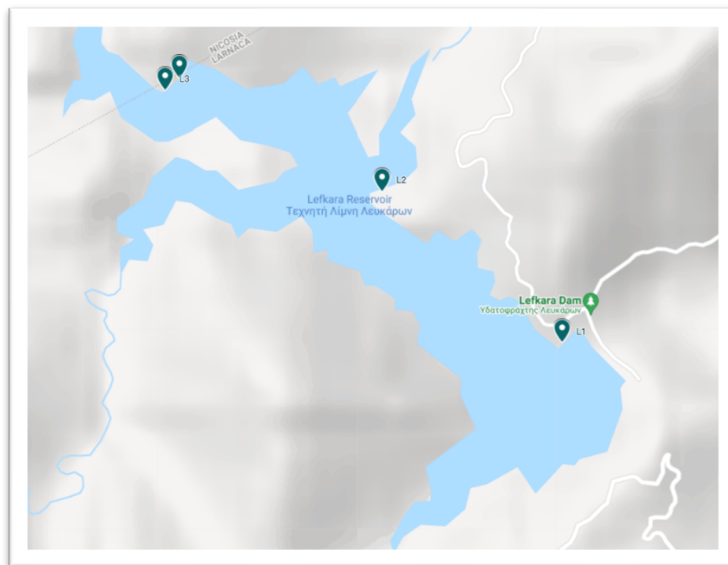 NICOSIA
LARNACA
L3
L2
Lefkara Reservoir
Τεχνητή Λίμνη Λευκάρων
Lefkara Dam
Υδατοφράχτης Λευκάρων
L1